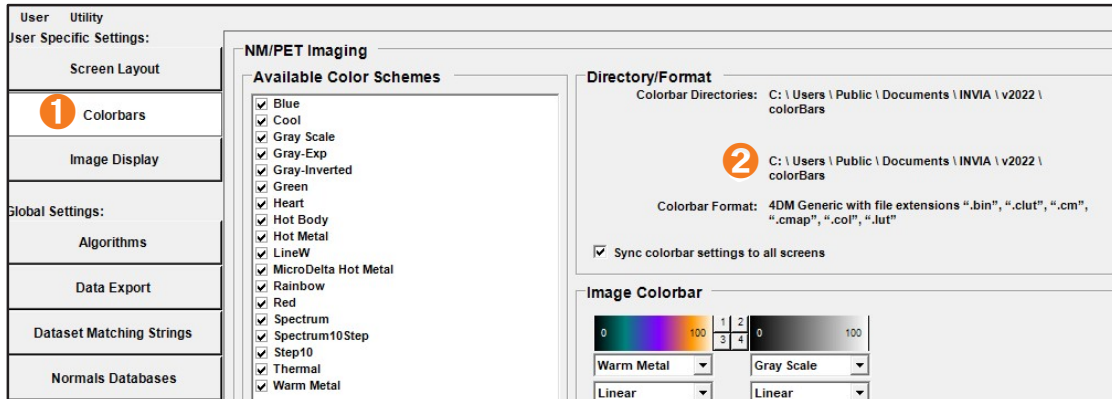 User Utility
User Specific Settings:
Screen Layout
1
Colorbars
Image Display
Global Settings:
Algorithms
Data Export
Dataset Matching Strings
Normals Databases
NM/PET Imaging
Available Color Schemes
Blue
Cool
Gray Scale
Gray-Exp
Gray-Inverted
Green
Heart
Hot Body
Hot Metal
LineW
MicroDelta Hot Metal
Rainbow
Red
Spectrum
Spectrum10Step
Step10
Thermal
Warm Metal
Directory/Format
Colorbar Directories: C: \ Users \ Public \ Documents \ INVIA \ v2022 \
colorBars
2
C: \ Users \ Public \ Documents \ INVIA \ v2022 \
colorBars
Colorbar Format: 4DM Generic with file extensions “.bin”, “.clut”, “.cm”,
“.cmap”, “.col”, “.lut”
Sync colorbar settings to all screens
Image Colorbar
0 100 1 2 0 100
3 4
Warm Metal Gray Scale
Linear Linear